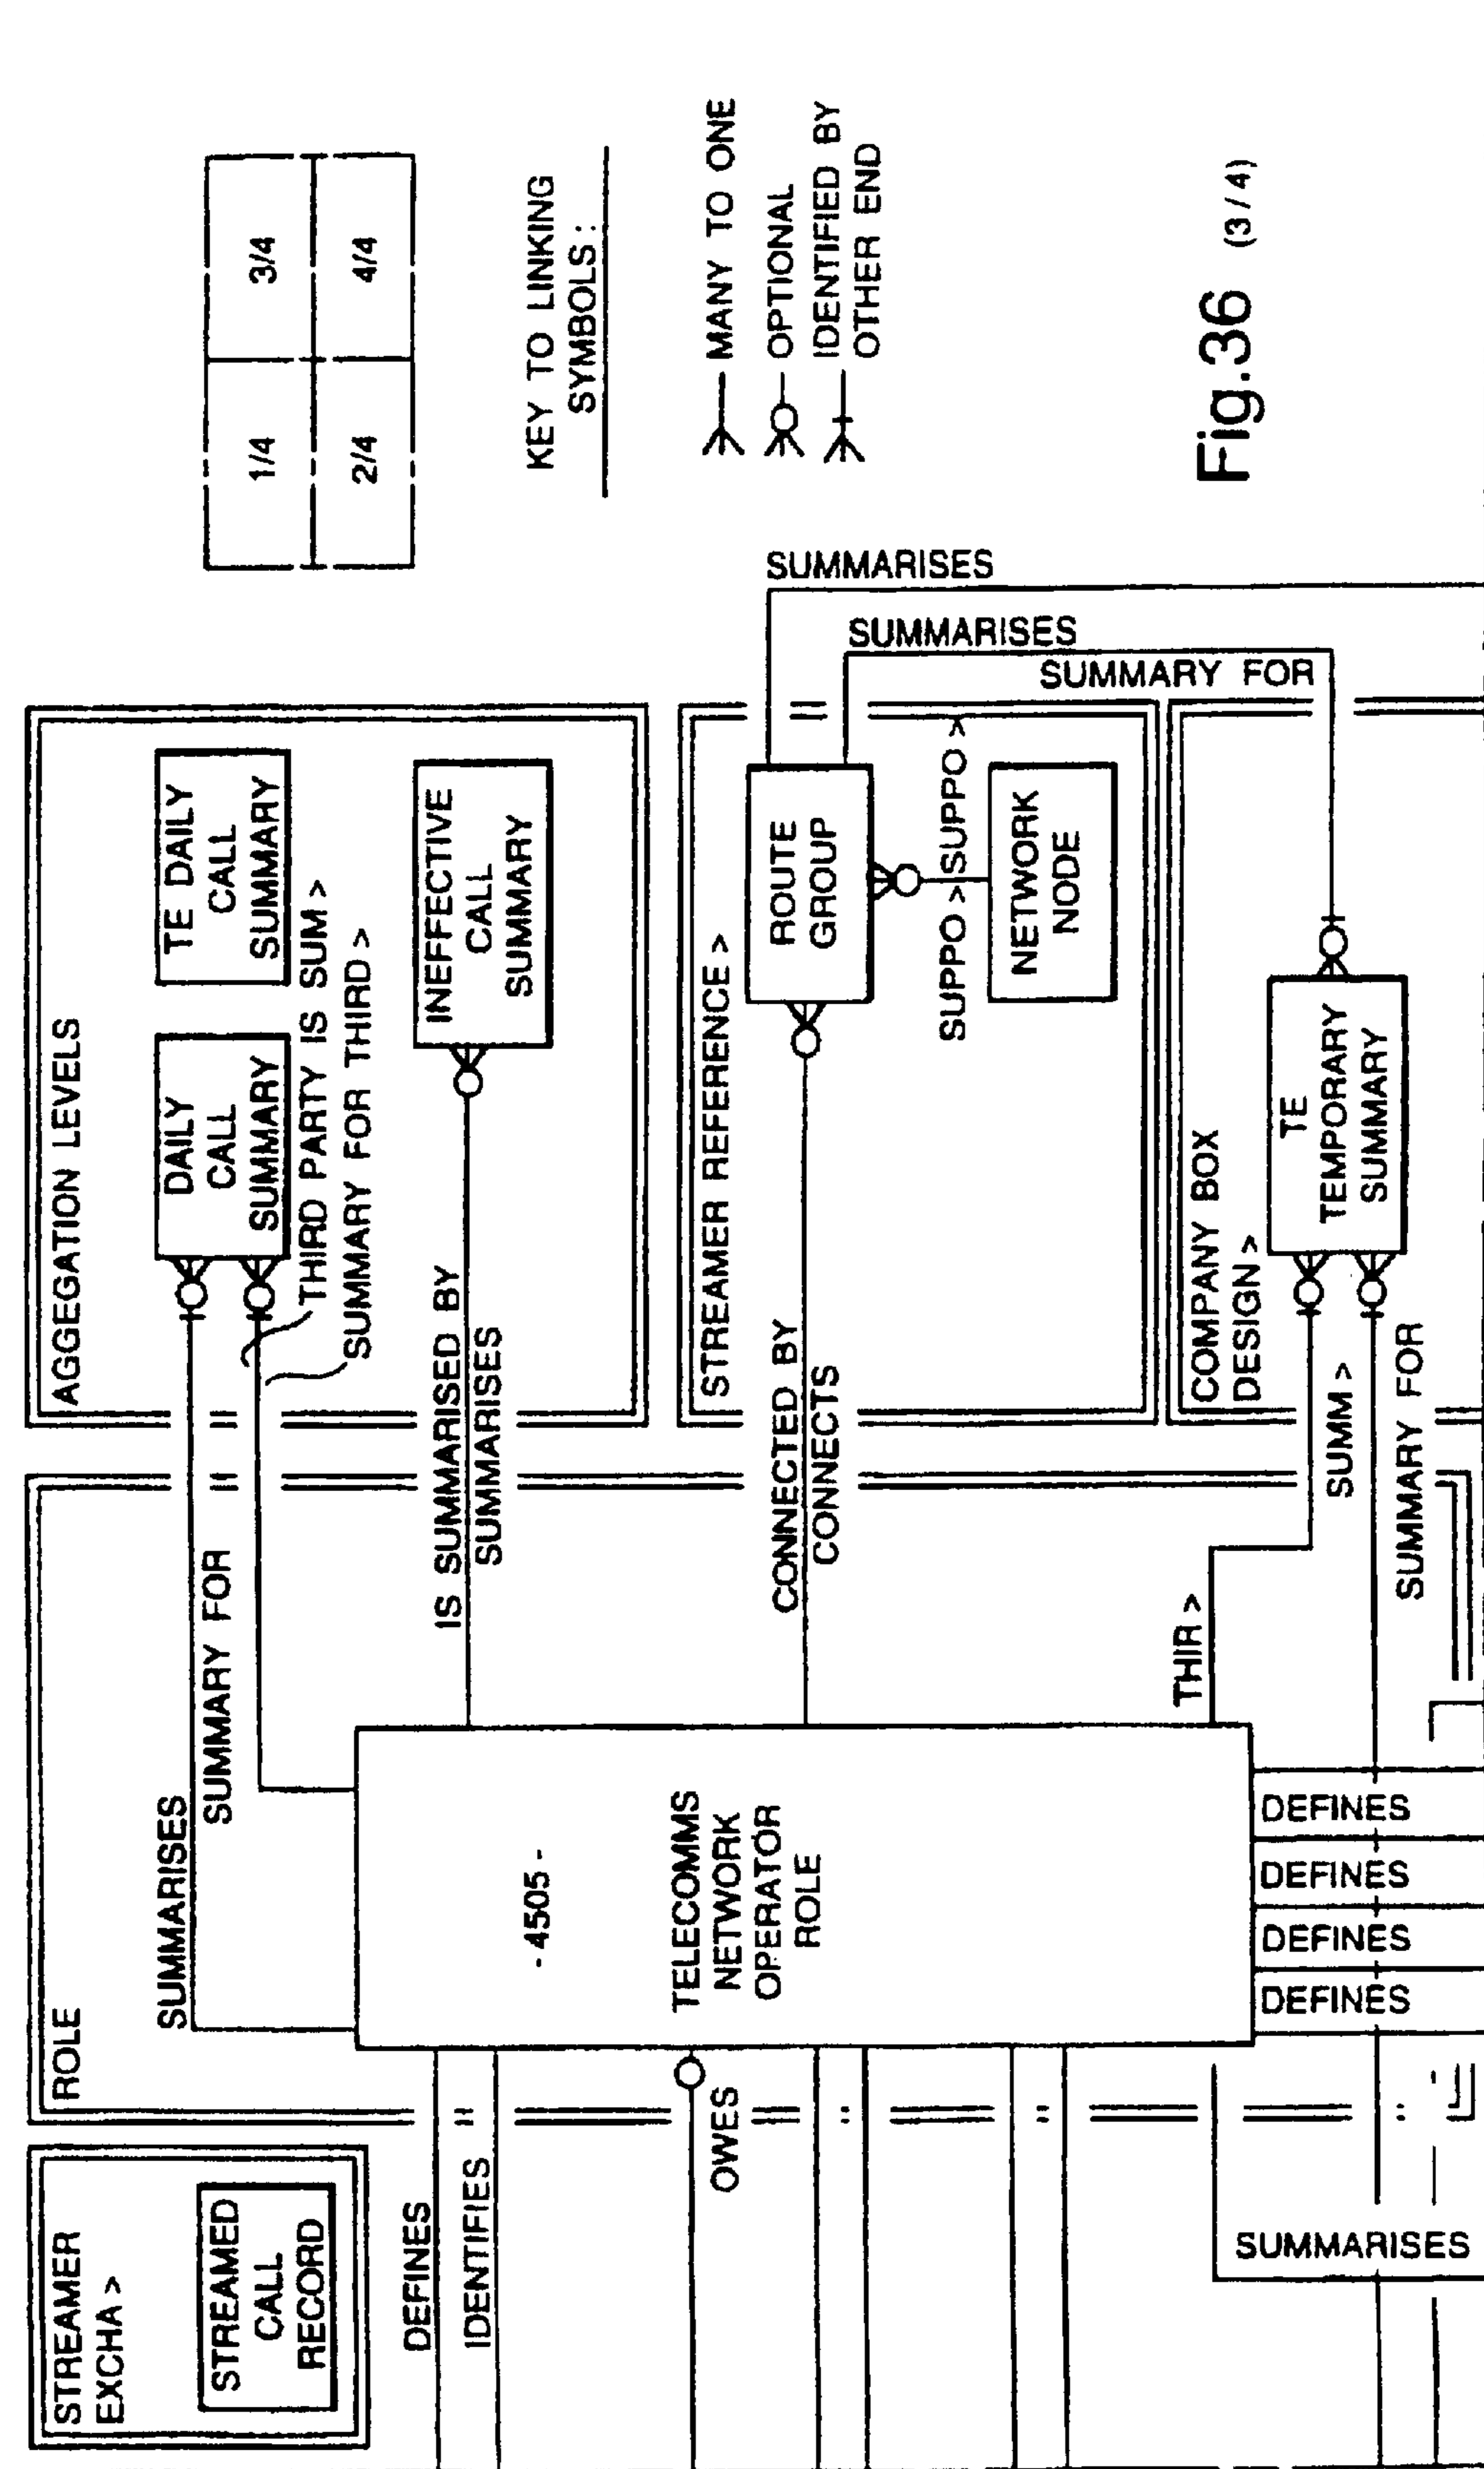 STREAMER
EXCHA >
STREAMED
CALL
RECORD
ROLE
SUMMARISES
SUMMARY FOR
AGGEGATION LEVELS
DAILY
CALL
SUMMARY
TE DAILY
CALL
SUMMARY
THIRD PARTY IS SUM >
SUMMARY FOR THIRD >
INEFFECTIVE
CALL
SUMMARY
IS SUMMARISED BY
SUMMARISES
DEFINES
IDENTIFIES
- 4505 -
TELECOMMS
NETWORK
OPERATOR
ROLE
OWES
STREAMER REFERENCE >
CONNECTED BY
CONNECTS
ROUTE
GROUP
SUPPO > SUPPO >
NETWORK
NODE
SUMMARISES
SUMMARISES
SUMMARY FOR
COMPANY BOX
DESIGN >
TE
TEMPORARY
SUMMARY
THIR >
SUMM >
SUMMARY FOR
DEFINES
DEFINES
DEFINES
DEFINES
SUMMARISES
1/4
3/4
2/4
4/4
KEY TO LINKING
SYMBOLS :
MANY TO ONE
OPTIONAL
IDENTIFIED BY
OTHER END
Fig.36 (3 / 4)